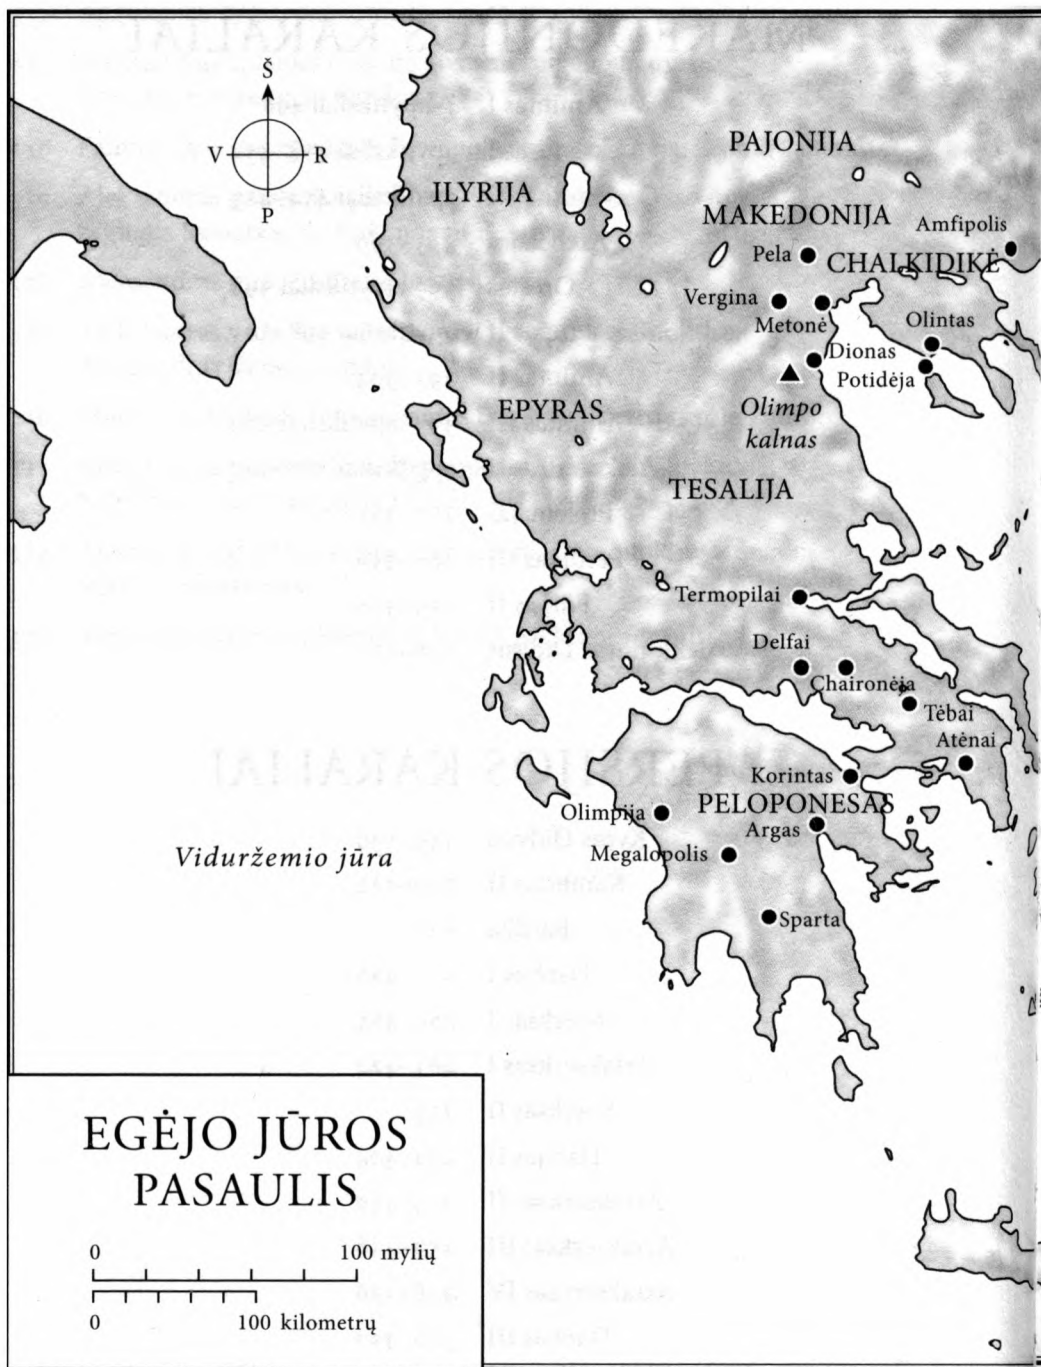 Š
V
R
P
PAJONIJA
ILYRIJA
MAKEDONIJA
Amfipolis
Pela
CHALKIDIKĖ
Vergina
Metonė
Olintas
Dionas
Potidėja
EPYRAS
Olimpo
kalnas
TESALIJA
Termopilai
Delfai
Chaironėja
Tėbai
Atėnai
Korintas
PELOPONESAS
Olimpija
Argas
Viduržemio jūra
Megalopolis
Sparta
EGĖJO JŪROS
PASAULIS
0 100 mylių
0 100 kilometrų